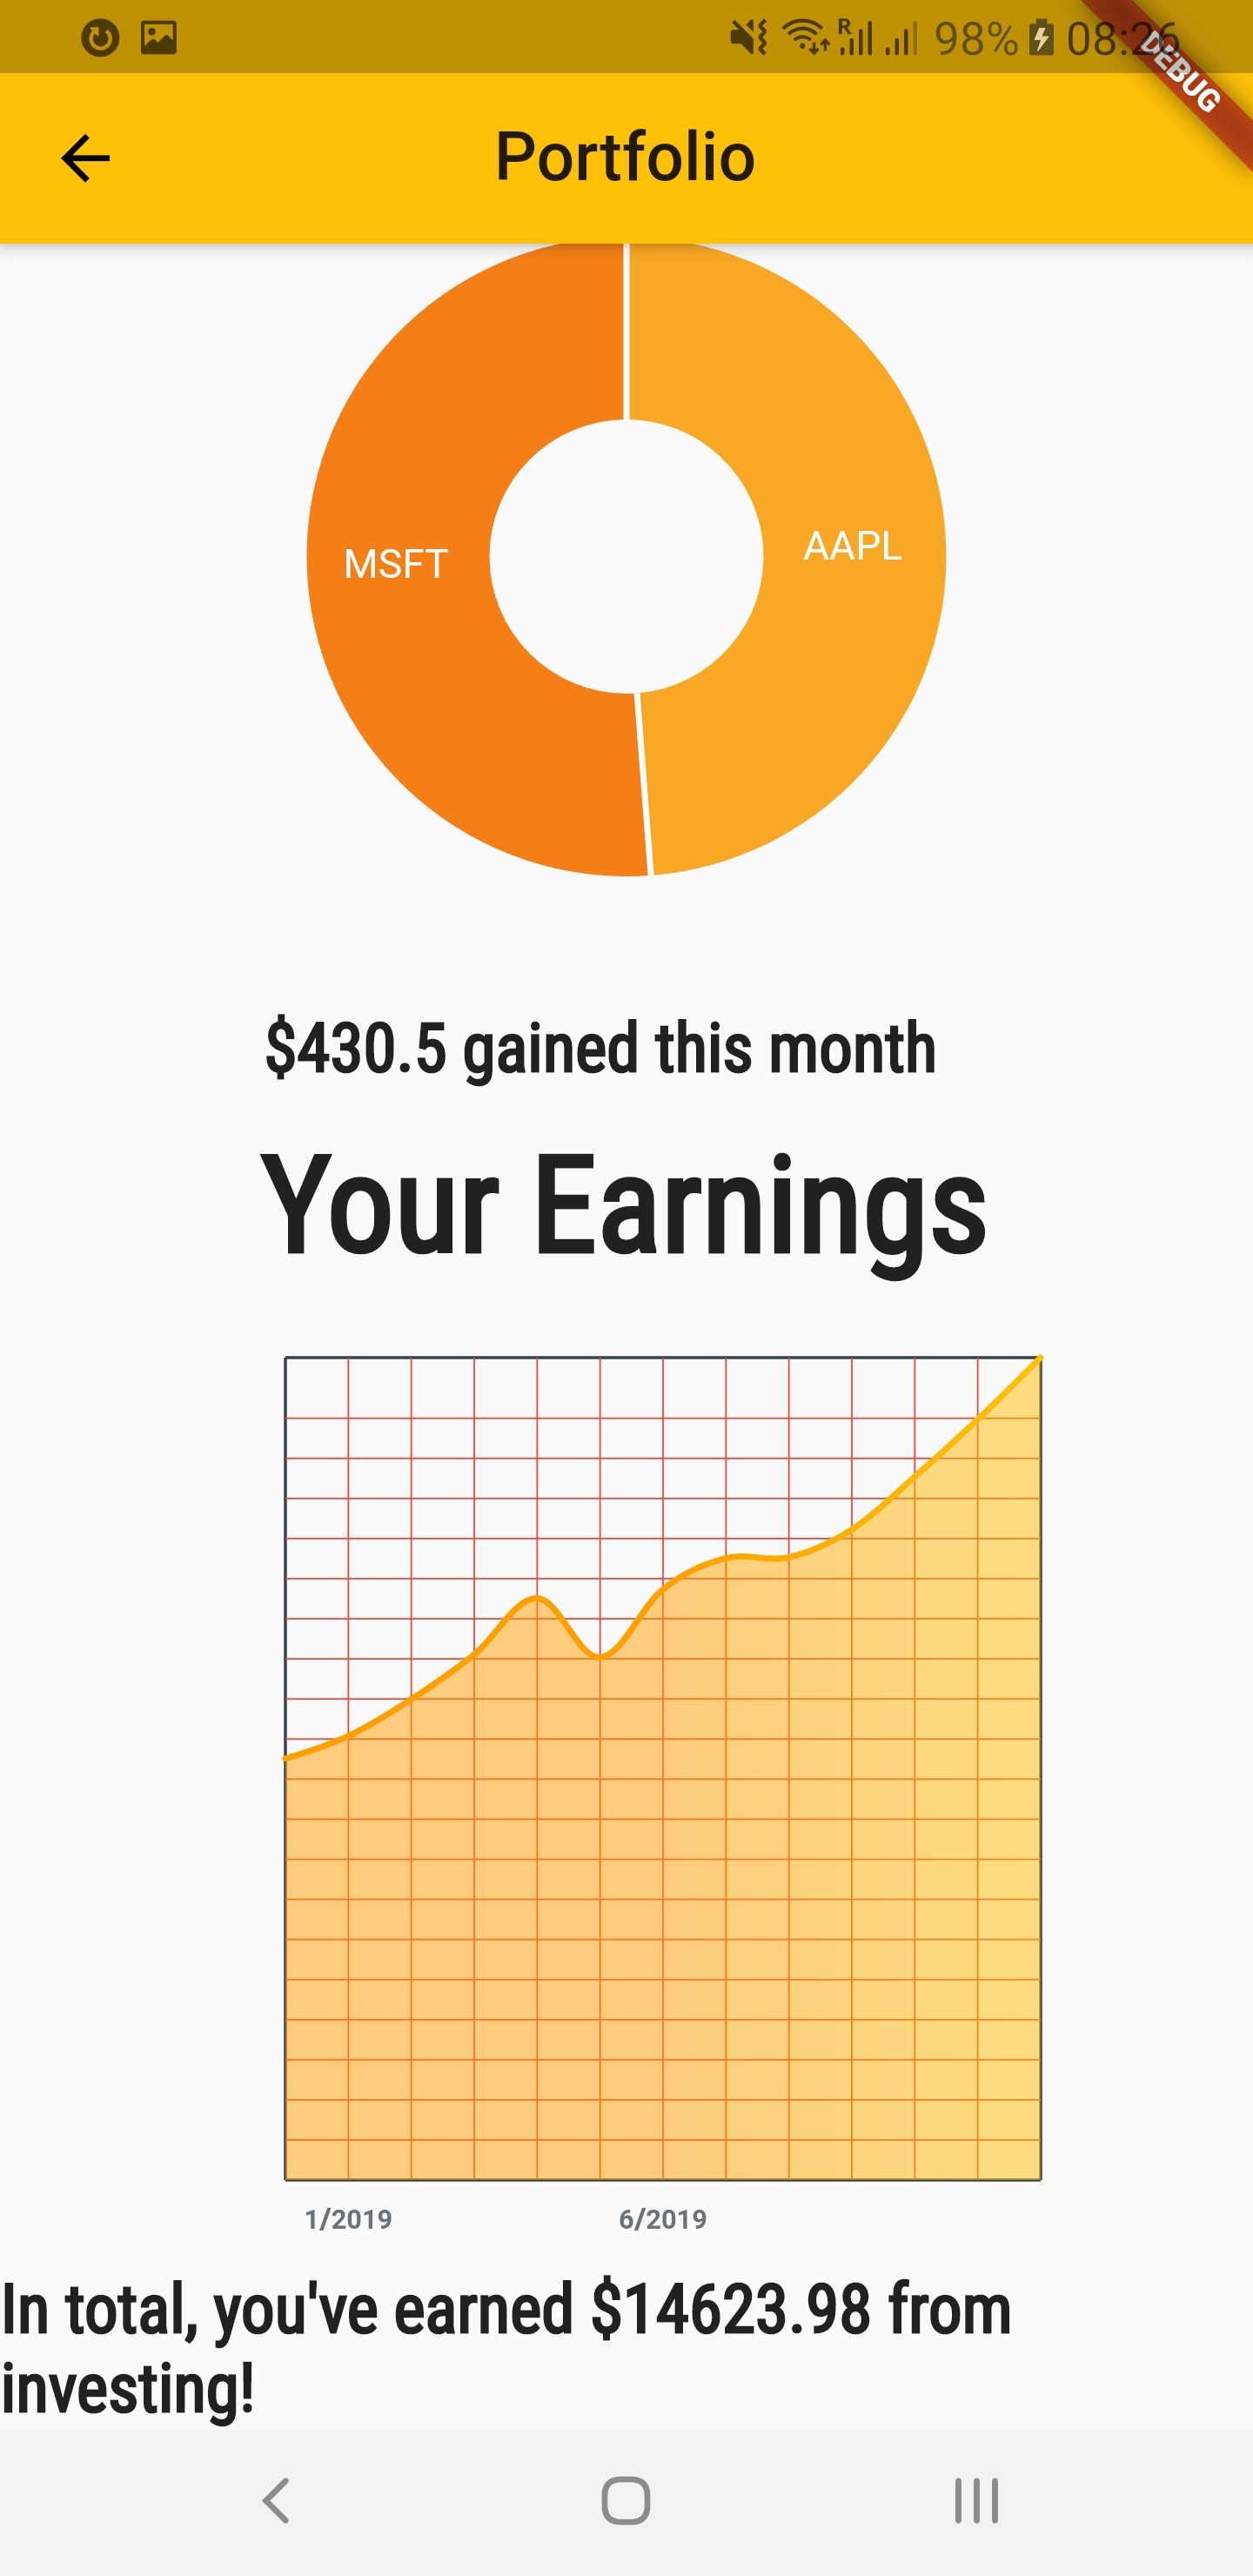 R 98% 08:26
DEBUG
Portfolio
MSFT
AAPL
$430.5 gained this month
Your Earnings
1/2019 6/2019
In total, you've earned $14623.98 from
investing!